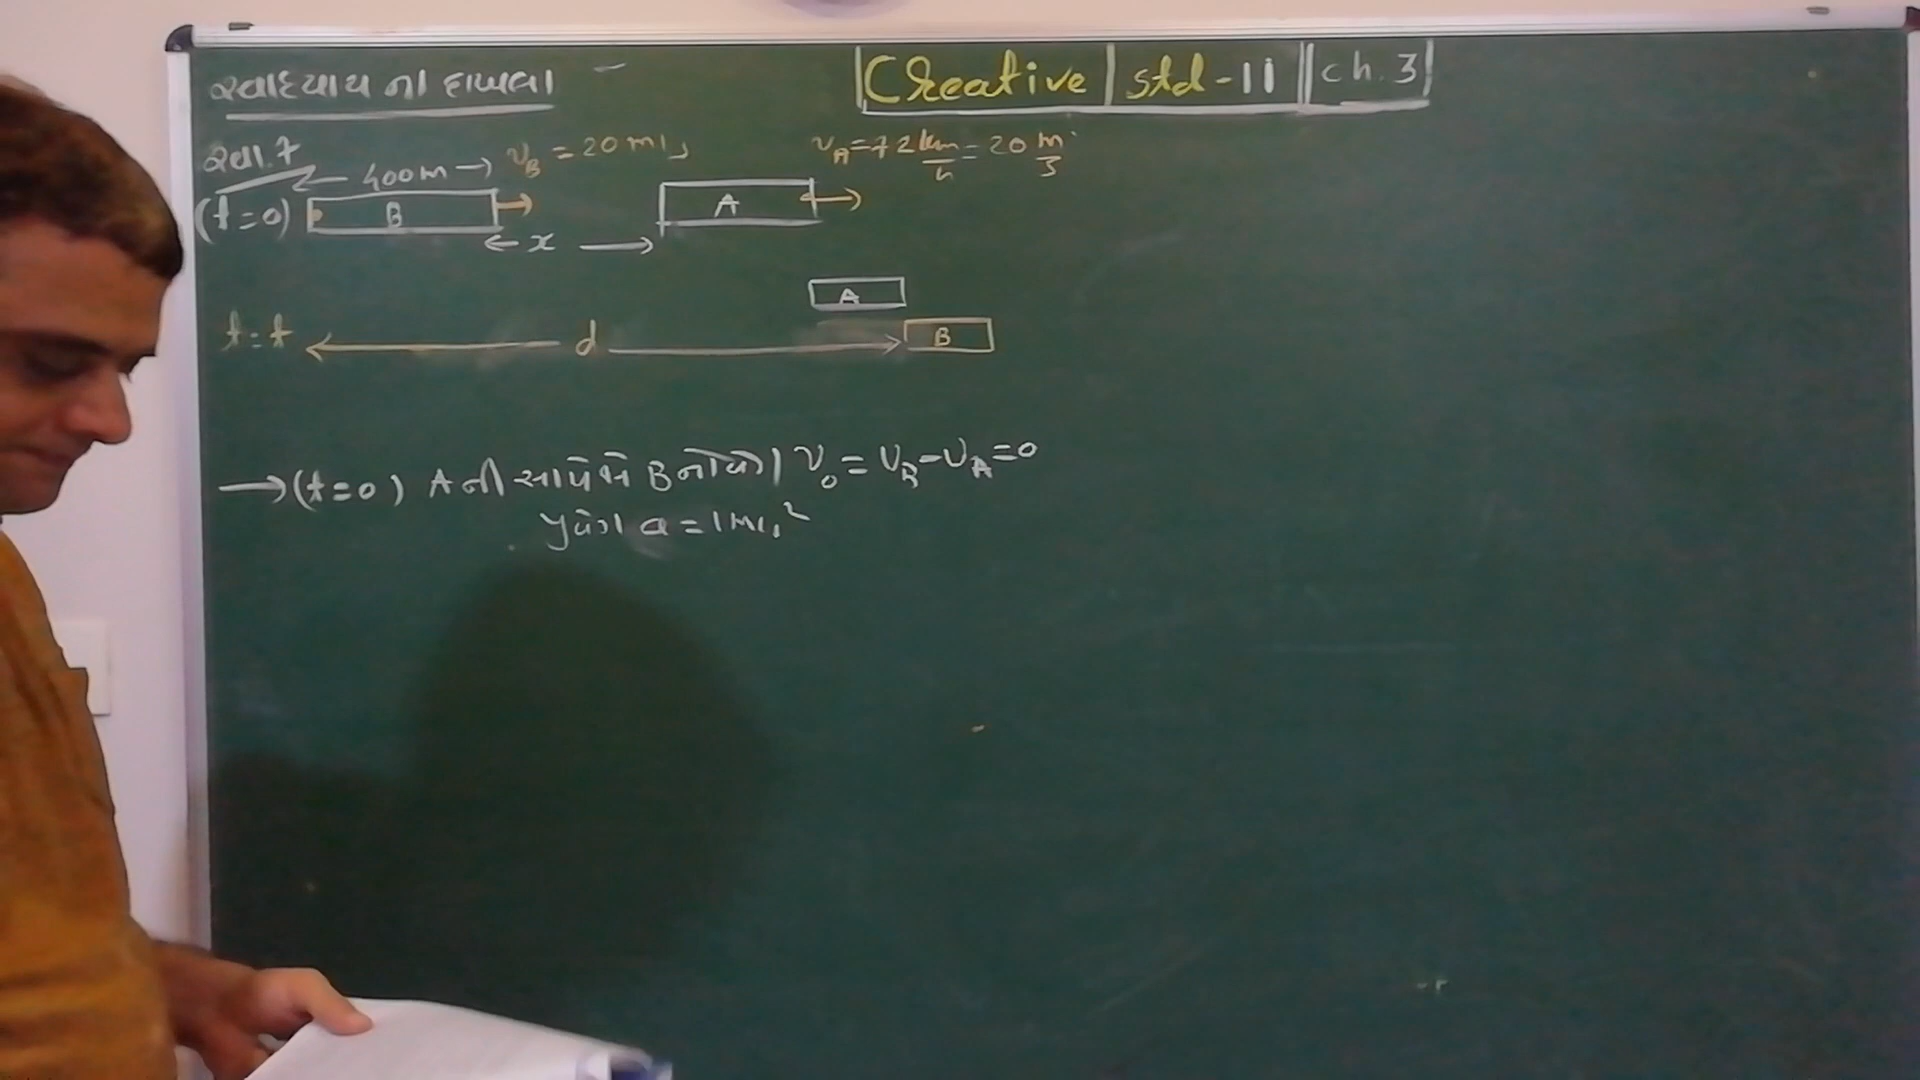 સ્વાધ્યાય ના દાખલા
Creative std-11 ch. 3
સ્વા. 7
400m
v_B = 20 m/s
v_A = 72 km/h = 20 m/s
(t=0) B A
x
A
t = t d B
→ (t=0) A ની સાપેક્ષે B નો વેગ v₀ = v_B - v_A = 0
પ્રવેગ a = 1 m/s²